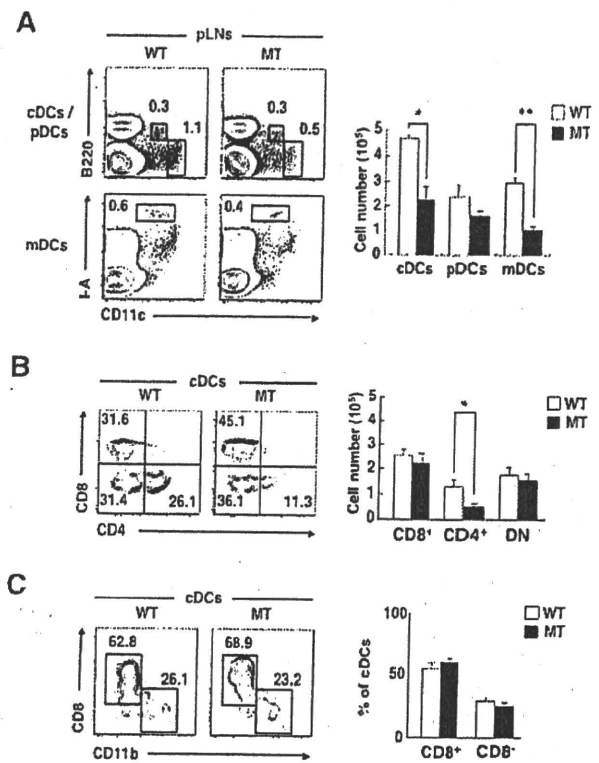 A
pLNs
WT MT
cDCs / pDCs
B220
0.3
1.1
0.3
0.5
mDCs
I-A
0.6
0.4
CD11c
Cell number (10⁵)
5
4
3
2
1
0
* **
WT
MT
cDCs pDCs mDCs
B
cDCs
WT MT
CD8
31.6
31.4 26.1
45.1
36.1 11.3
CD4
Cell number (10⁵)
5
4
3
2
1
0
*
WT
MT
CD8⁺ CD4⁺ DN
C
cDCs
WT MT
CD8
62.8
26.1
68.9
23.2
CD11b
% of cDCs
100
50
0
WT
MT
CD8⁺ CD8⁻